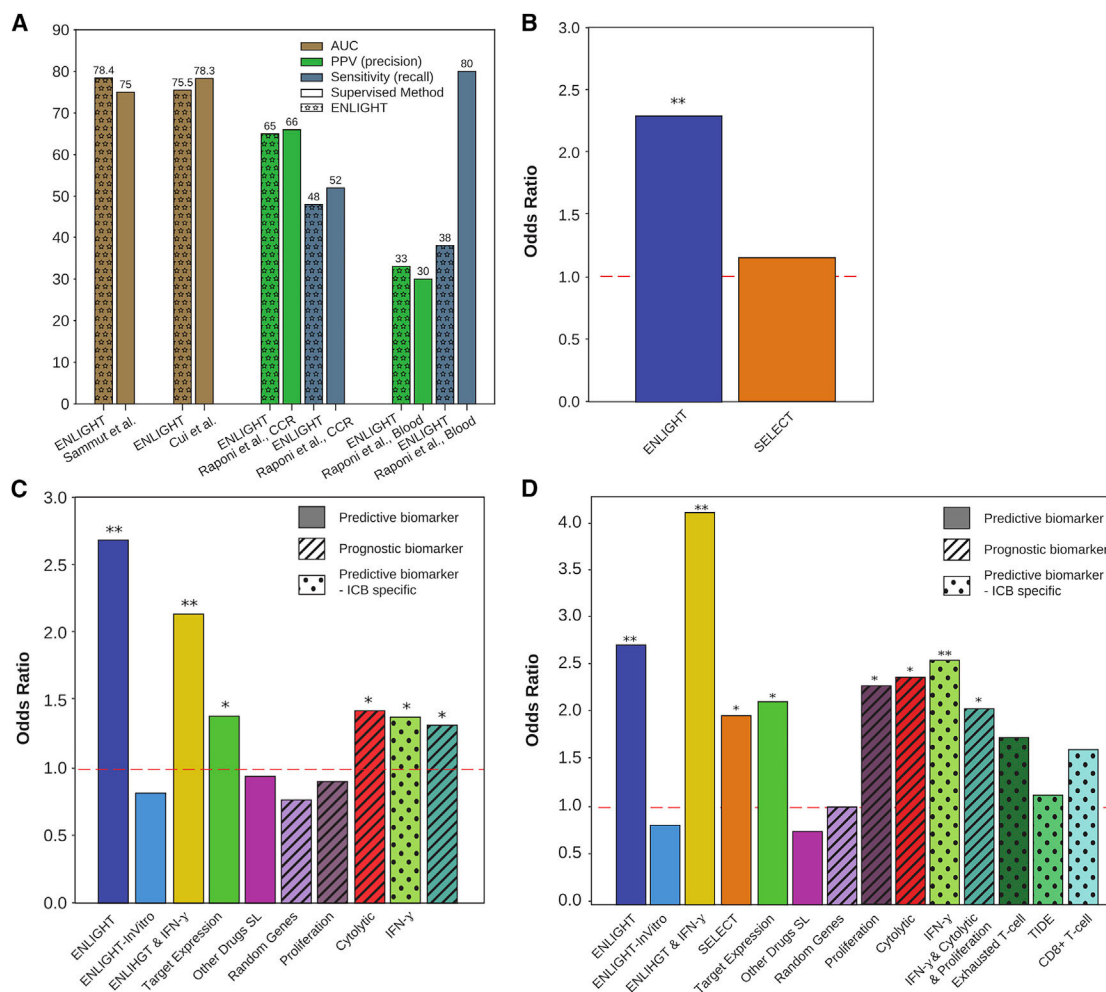 A
90
80
70
60
50
40
30
20
10
0
78.4
75
75.5
78.3
65
66
48
52
33
30
38
80
AUC
PPV (precision)
Sensitivity (recall)
Supervised Method
ENLIGHT
ENLIGHT
Sammut et al.
ENLIGHT
Cui et al.
ENLIGHT
Raponi et al., CCR
ENLIGHT
Raponi et al., CCR
ENLIGHT
Raponi et al., Blood
ENLIGHT
Raponi et al., Blood
B
Odds Ratio
3.0
2.5
2.0
1.5
1.0
0.5
0.0
**
ENLIGHT
SELECT
C
Odds Ratio
3.0
2.5
2.0
1.5
1.0
0.5
0.0
**
**
*
*
*
*
Predictive biomarker
Prognostic biomarker
Predictive biomarker
- ICB specific
ENLIGHT
ENLIGHT-InVitro
ENLIHGT & IFN-γ
Target Expression
Other Drugs SL
Random Genes
Proliferation
Cytolytic
IFN-γ
D
Odds Ratio
4.0
3.5
3.0
2.5
2.0
1.5
1.0
0.5
0.0
**
**
*
*
*
*
**
*
Predictive biomarker
Prognostic biomarker
Predictive biomarker
- ICB specific
ENLIGHT
ENLIGHT-InVitro
ENLIHGT & IFN-γ
SELECT
Target Expression
Other Drugs SL
Random Genes
Proliferation
Cytolytic
IFN-γ
IFN-γ & Cytolytic
& Proliferation
Exhausted T-cell
TIDE
CD8+ T-cell